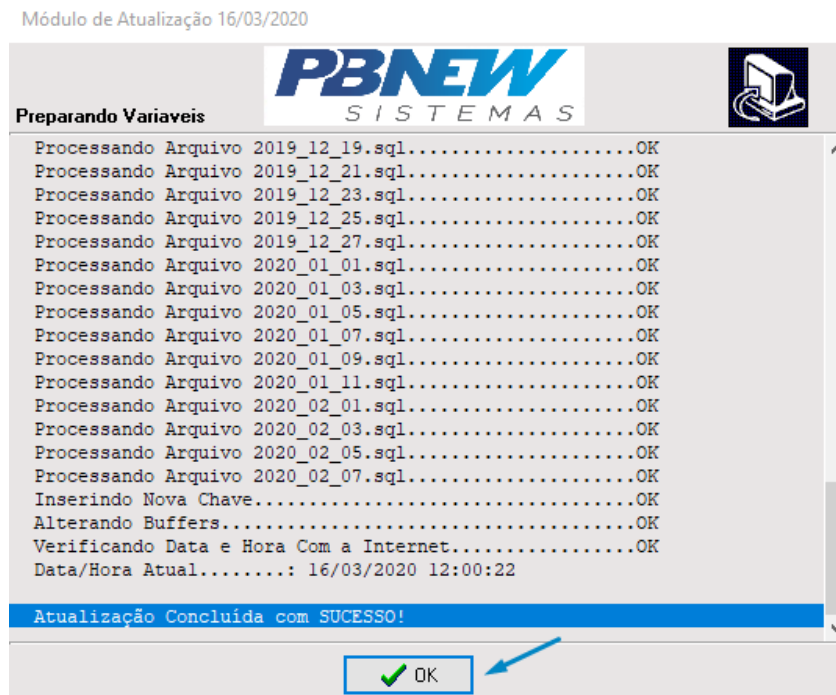 Módulo de Atualização 16/03/2020
PBNEW
SISTEMAS
Preparando Variaveis
Processando Arquivo 2019_12_19.sql.....................OK
Processando Arquivo 2019_12_21.sql.....................OK
Processando Arquivo 2019_12_23.sql.....................OK
Processando Arquivo 2019_12_25.sql.....................OK
Processando Arquivo 2019_12_27.sql.....................OK
Processando Arquivo 2020_01_01.sql.....................OK
Processando Arquivo 2020_01_03.sql.....................OK
Processando Arquivo 2020_01_05.sql.....................OK
Processando Arquivo 2020_01_07.sql.....................OK
Processando Arquivo 2020_01_09.sql.....................OK
Processando Arquivo 2020_01_11.sql.....................OK
Processando Arquivo 2020_02_01.sql.....................OK
Processando Arquivo 2020_02_03.sql.....................OK
Processando Arquivo 2020_02_05.sql.....................OK
Processando Arquivo 2020_02_07.sql.....................OK
Inserindo Nova Chave...................................OK
Alterando Buffers......................................OK
Verificando Data e Hora Com a Internet.................OK
Data/Hora Atual........: 16/03/2020 12:00:22
Atualização Concluída com SUCESSO!
OK